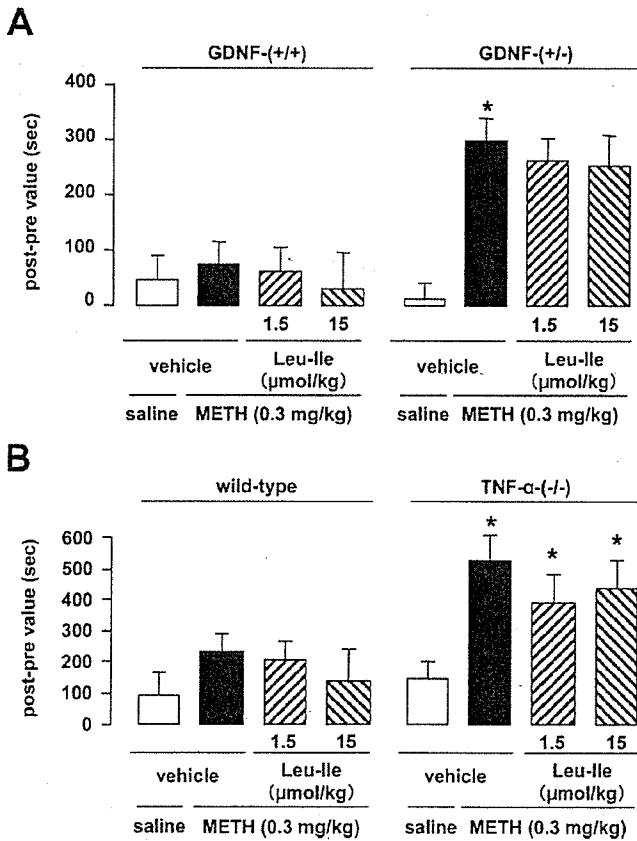 A
GDNF-(+/+) GDNF-(+/-)
post-pre value (sec)
400
300
100
100
0
*
1.5 15 1.5 15
vehicle Leu-Ile (μmol/kg) vehicle Leu-Ile (μmol/kg)
saline METH (0.3 mg/kg) saline METH (0.3 mg/kg)
B
wild-type TNF-α-(-/-)
post-pre value (sec)
600
500
400
300
200
100
0
* * *
1.5 15 1.5 15
vehicle Leu-Ile (μmol/kg) vehicle Leu-Ile (μmol/kg)
saline METH (0.3 mg/kg) saline METH (0.3 mg/kg)